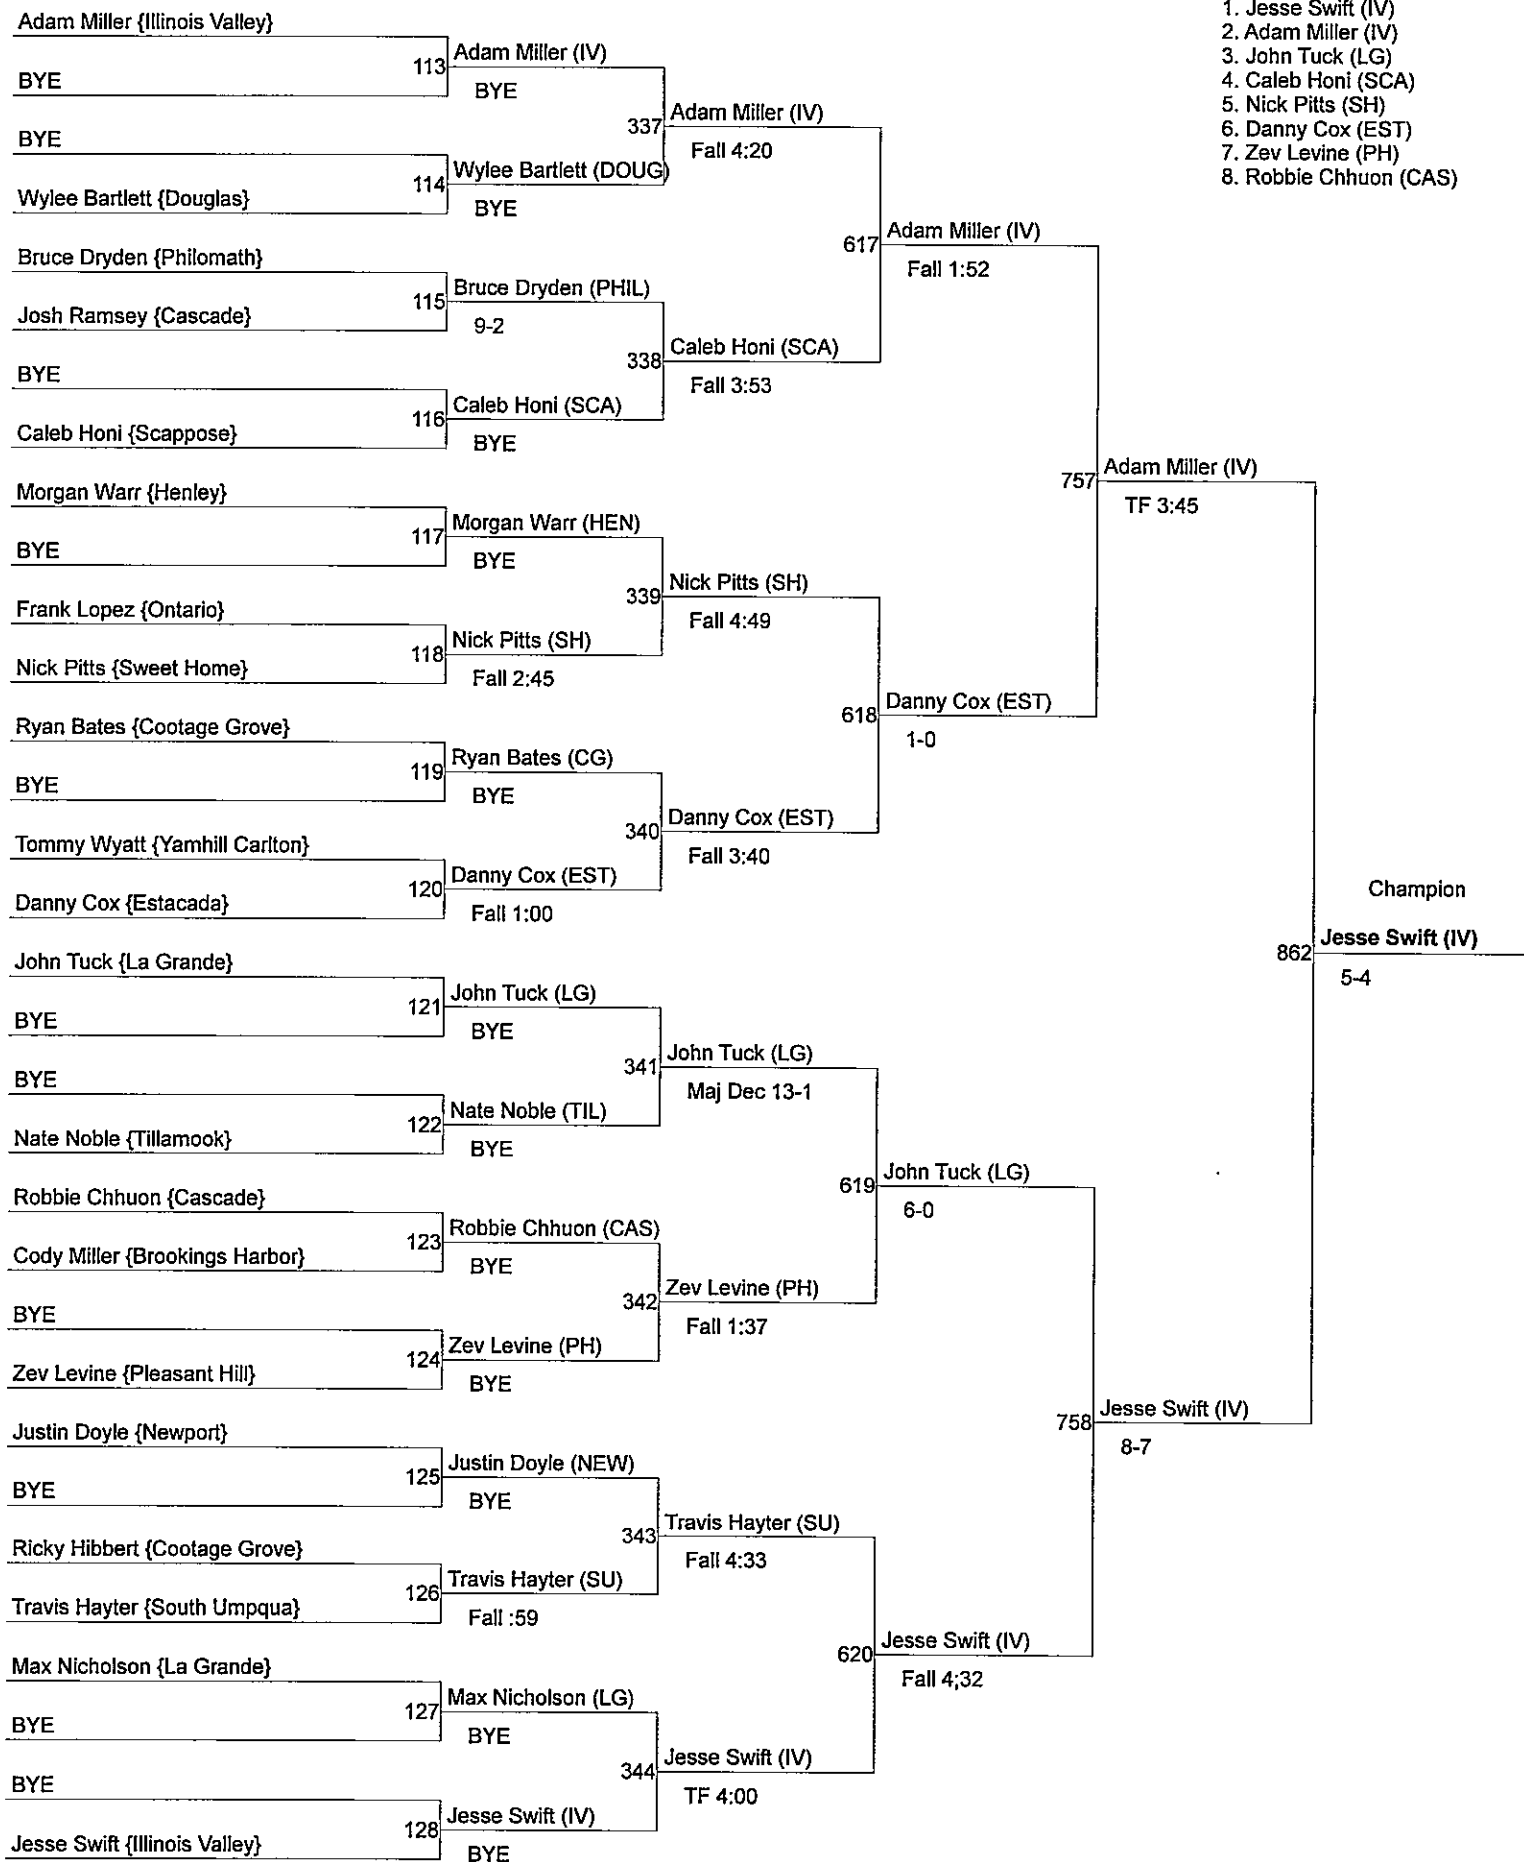 Adam Miller {Illinois Valley}
BYE
BYE
Wylee Bartlett {Douglas}
Bruce Dryden {Philomath}
Josh Ramsey {Cascade}
BYE
Caleb Honi {Scappose}
Morgan Warr {Henley}
BYE
Frank Lopez {Ontario}
Nick Pitts {Sweet Home}
Ryan Bates {Cootage Grove}
BYE
Tommy Wyatt {Yamhill Carlton}
Danny Cox {Estacada}
John Tuck {La Grande}
BYE
BYE
Nate Noble {Tillamook}
Robbie Chhuon {Cascade}
Cody Miller {Brookings Harbor}
BYE
Zev Levine {Pleasant Hill}
Justin Doyle {Newport}
BYE
Ricky Hibbert {Cootage Grove}
Travis Hayter {South Umpqua}
Max Nicholson {La Grande}
BYE
BYE
Jesse Swift {Illinois Valley}
113 Adam Miller (IV)
BYE
114 Wylee Bartlett (DOUG)
BYE
115 Bruce Dryden (PHIL)
9-2
116 Caleb Honi (SCA)
BYE
117 Morgan Warr (HEN)
BYE
118 Nick Pitts (SH)
Fall 2:45
119 Ryan Bates (CG)
BYE
120 Danny Cox (EST)
Fall 1:00
121 John Tuck (LG)
BYE
122 Nate Noble (TIL)
BYE
123 Robbie Chhuon (CAS)
BYE
124 Zev Levine (PH)
BYE
125 Justin Doyle (NEW)
BYE
126 Travis Hayter (SU)
Fall :59
127 Max Nicholson (LG)
BYE
128 Jesse Swift (IV)
BYE
337 Adam Miller (IV)
Fall 4:20
338 Caleb Honi (SCA)
Fall 3:53
339 Nick Pitts (SH)
Fall 4:49
340 Danny Cox (EST)
Fall 3:40
341 John Tuck (LG)
Maj Dec 13-1
342 Zev Levine (PH)
Fall 1:37
343 Travis Hayter (SU)
Fall 4:33
344 Jesse Swift (IV)
TF 4:00
617 Adam Miller (IV)
Fall 1:52
618 Danny Cox (EST)
1-0
619 John Tuck (LG)
6-0
620 Jesse Swift (IV)
Fall 4;32
757 Adam Miller (IV)
TF 3:45
758 Jesse Swift (IV)
8-7
Champion
862 Jesse Swift (IV)
5-4
1. Jesse Swift (IV)
2. Adam Miller (IV)
3. John Tuck (LG)
4. Caleb Honi (SCA)
5. Nick Pitts (SH)
6. Danny Cox (EST)
7. Zev Levine (PH)
8. Robbie Chhuon (CAS)